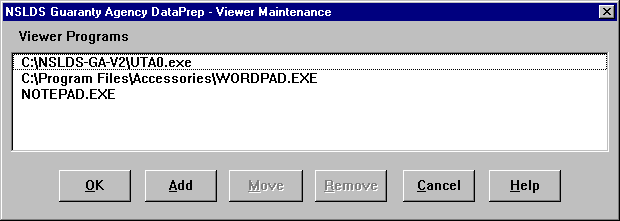 NSLDS Guaranty Agency DataPrep - Viewer Maintenance
Viewer Programs
C:\NSLDS-GA-V2\UTA0.exe
C:\Program Files\Accessories\WORDPAD.EXE
NOTEPAD.EXE
OK Add Move Remove Cancel Help